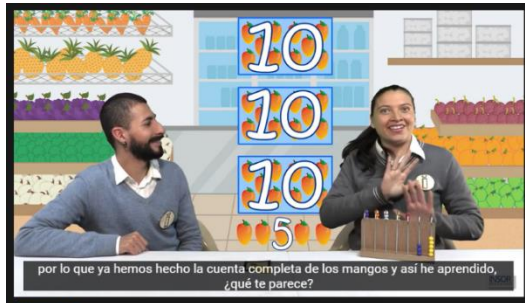 10
10
10
5
por lo que ya hemos hecho la cuenta completa de los mangos y así he aprendido,
¿qué te parece?